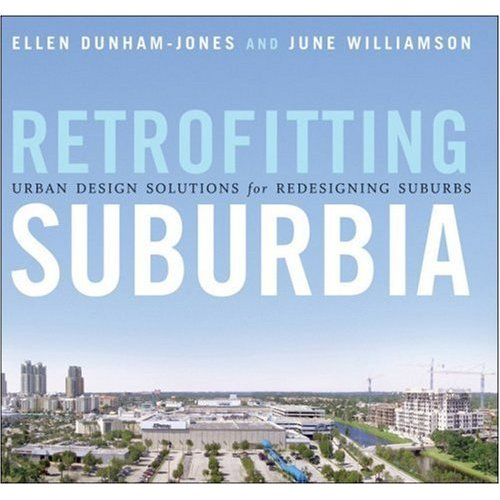 ELLEN DUNHAM-JONES AND JUNE WILLIAMSON
RETROFITTING
URBAN DESIGN SOLUTIONS for REDESIGNING SUBURBS
SUBURBIA